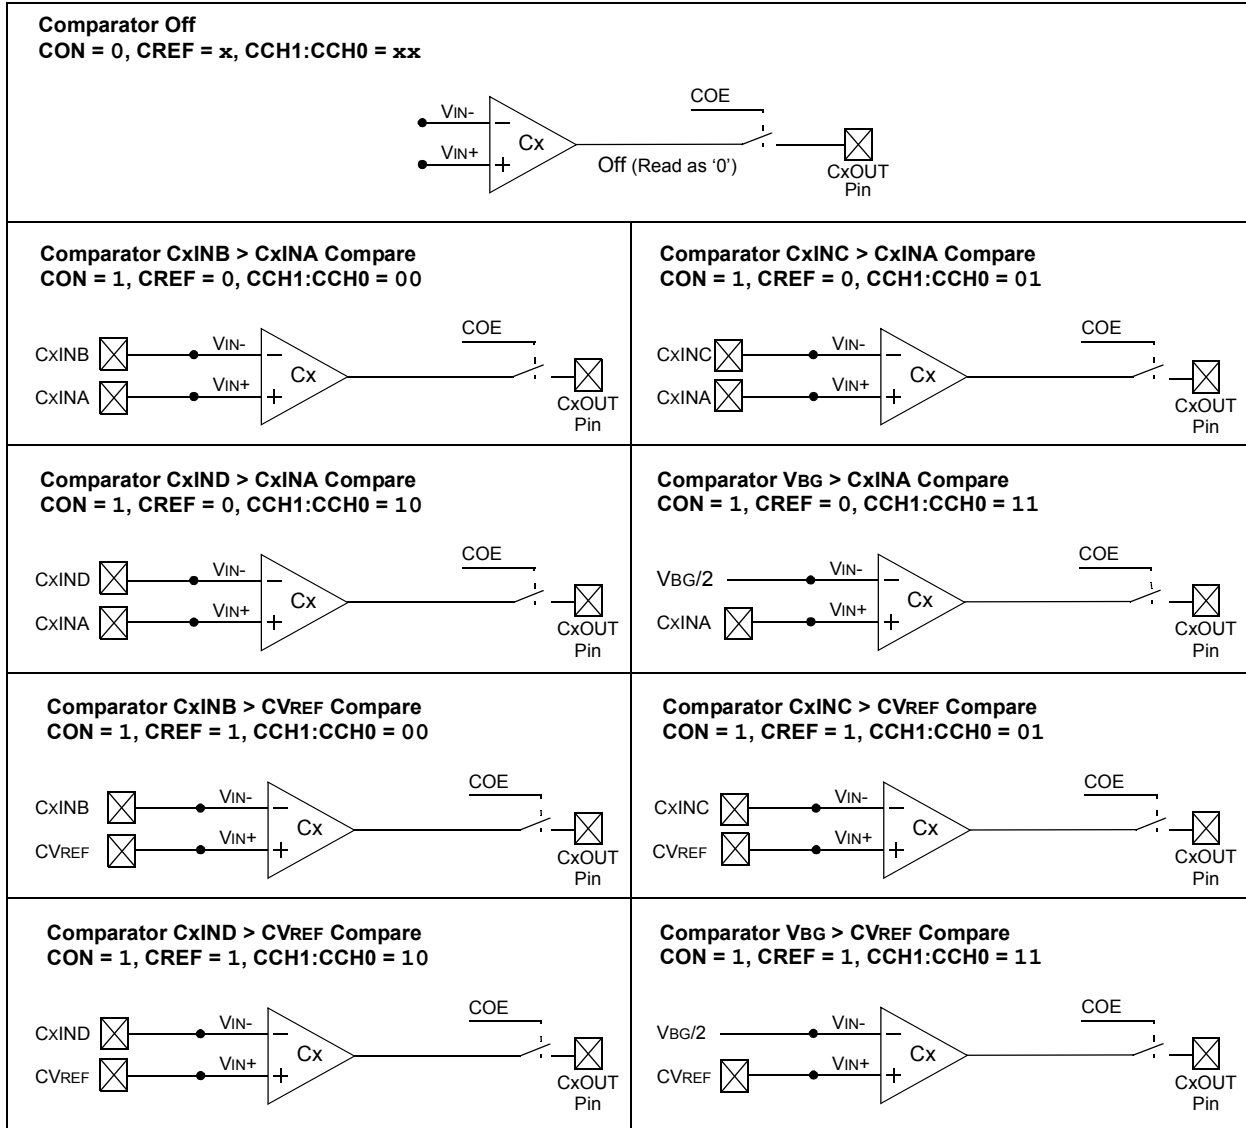 Comparator Off
CON = 0, CREF = x, CCH1:CCH0 = xx
COE
VIN-
VIN+
Cx
Off (Read as ‘0’)
CxOUT
Pin
Comparator CxINB > CxINA Compare
CON = 1, CREF = 0, CCH1:CCH0 = 00
COE
CxINB
VIN-
CxINA
VIN+
Cx
CxOUT
Pin
Comparator CxINC > CxINA Compare
CON = 1, CREF = 0, CCH1:CCH0 = 01
COE
CxINC
VIN-
CxINA
VIN+
Cx
CxOUT
Pin
Comparator CxIND > CxINA Compare
CON = 1, CREF = 0, CCH1:CCH0 = 10
COE
CxIND
VIN-
CxINA
VIN+
Cx
CxOUT
Pin
Comparator VBG > CxINA Compare
CON = 1, CREF = 0, CCH1:CCH0 = 11
COE
VBG/2
VIN-
CxINA
VIN+
Cx
CxOUT
Pin
Comparator CxINB > CVREF Compare
CON = 1, CREF = 1, CCH1:CCH0 = 00
COE
CxINB
VIN-
CVREF
VIN+
Cx
CxOUT
Pin
Comparator CxINC > CVREF Compare
CON = 1, CREF = 1, CCH1:CCH0 = 01
COE
CxINC
VIN-
CVREF
VIN+
Cx
CxOUT
Pin
Comparator CxIND > CVREF Compare
CON = 1, CREF = 1, CCH1:CCH0 = 10
COE
CxIND
VIN-
CVREF
VIN+
Cx
CxOUT
Pin
Comparator VBG > CVREF Compare
CON = 1, CREF = 1, CCH1:CCH0 = 11
COE
VBG/2
VIN-
CVREF
VIN+
Cx
CxOUT
Pin